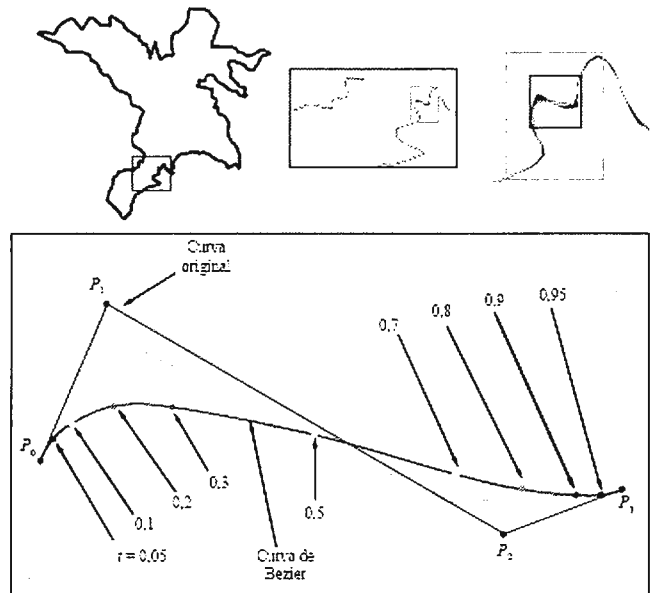 Curva
original
P₁
0,7
0,8
0,9
0,95
P₀
0,1
0,2
0,3
0,5
t = 0,05
Curva de
Bezier
P₂
P₃